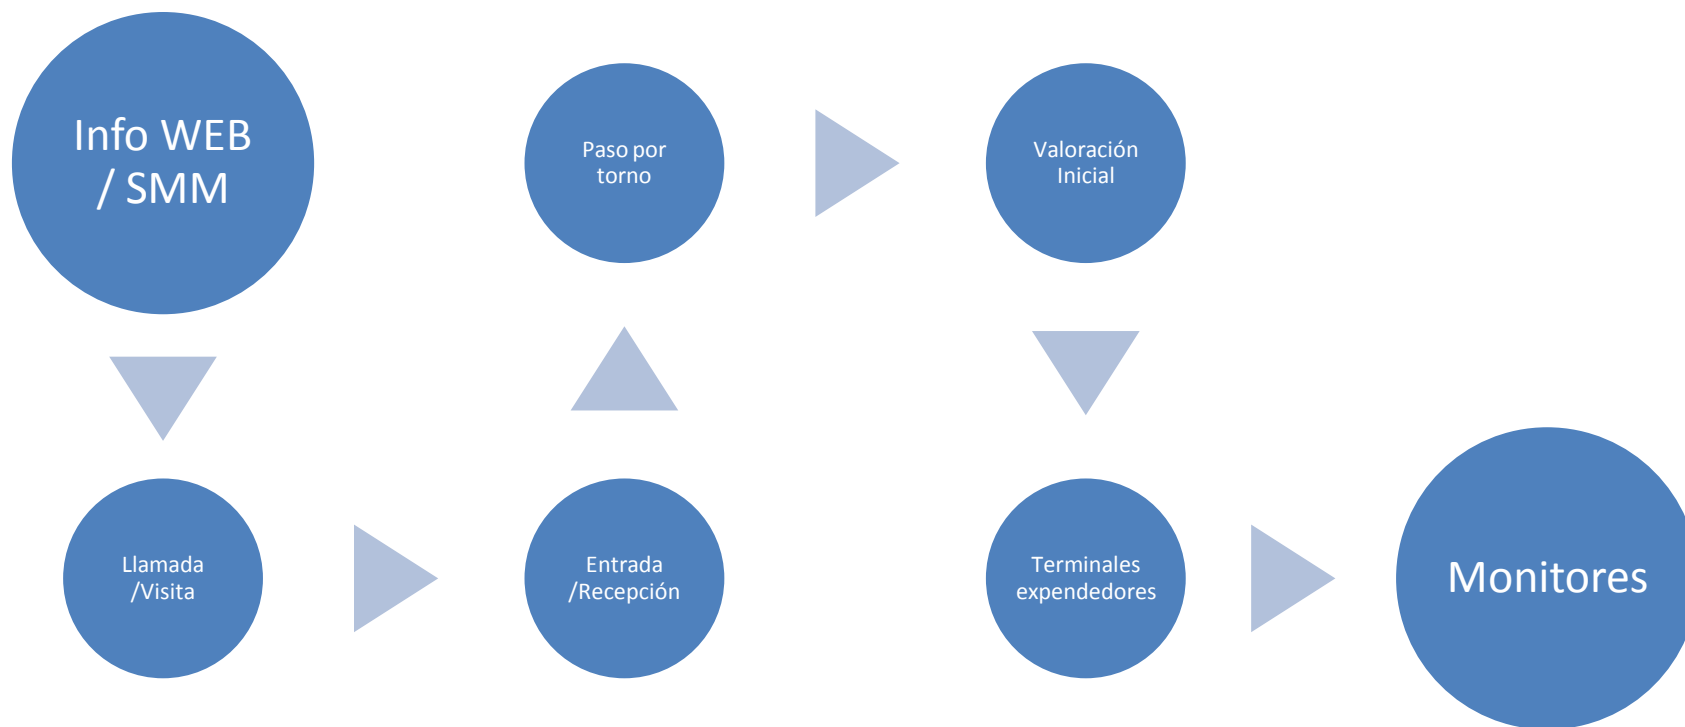 Info WEB
/ SMM
Llamada
/Visita
Entrada
/Recepción
Paso por
torno
Valoración
Inicial
Terminales
expendedores
Monitores